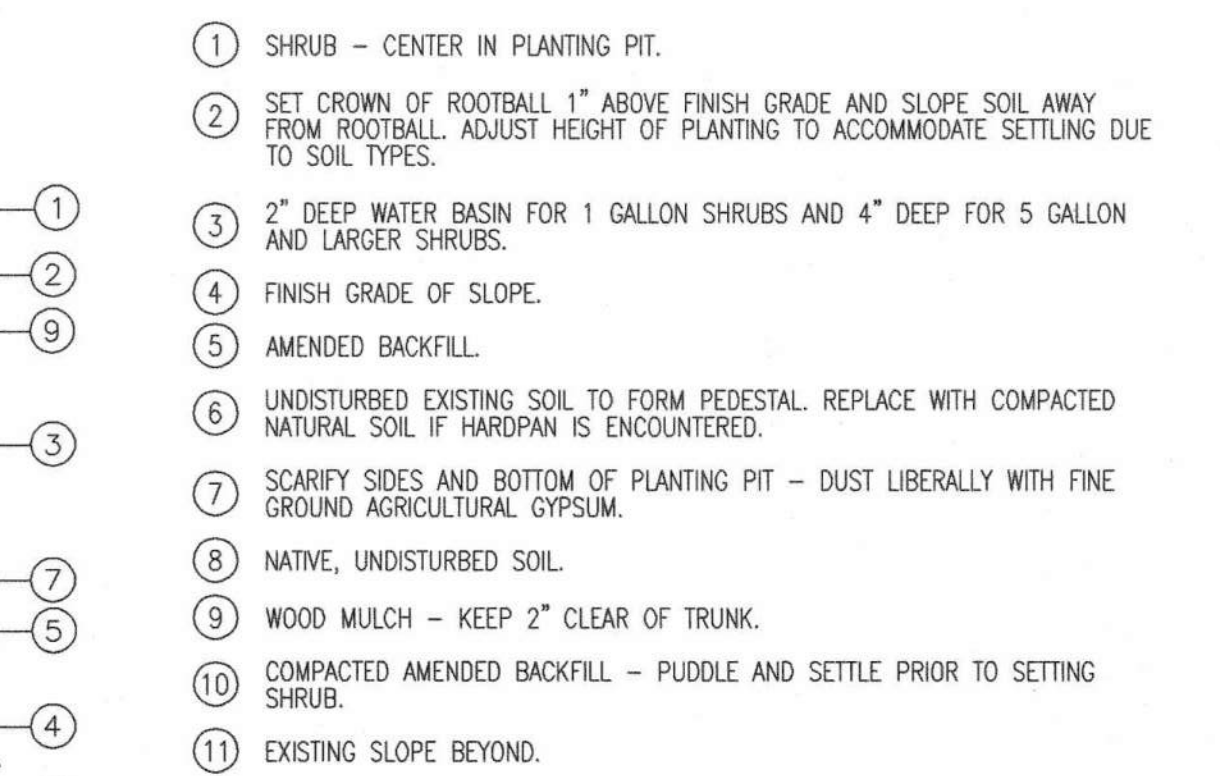 1 SHRUB – CENTER IN PLANTING PIT.
2 SET CROWN OF ROOTBALL 1" ABOVE FINISH GRADE AND SLOPE SOIL AWAY
FROM ROOTBALL. ADJUST HEIGHT OF PLANTING TO ACCOMMODATE SETTLING DUE
TO SOIL TYPES.
1
3 2" DEEP WATER BASIN FOR 1 GALLON SHRUBS AND 4" DEEP FOR 5 GALLON
AND LARGER SHRUBS.
2
4 FINISH GRADE OF SLOPE.
9
5 AMENDED BACKFILL.
6 UNDISTURBED EXISTING SOIL TO FORM PEDESTAL. REPLACE WITH COMPACTED
NATURAL SOIL IF HARDPAN IS ENCOUNTERED.
3
7 SCARIFY SIDES AND BOTTOM OF PLANTING PIT – DUST LIBERALLY WITH FINE
GROUND AGRICULTURAL GYPSUM.
8 NATIVE, UNDISTURBED SOIL.
7
9 WOOD MULCH – KEEP 2" CLEAR OF TRUNK.
5
10 COMPACTED AMENDED BACKFILL – PUDDLE AND SETTLE PRIOR TO SETTING
SHRUB.
4
11 EXISTING SLOPE BEYOND.